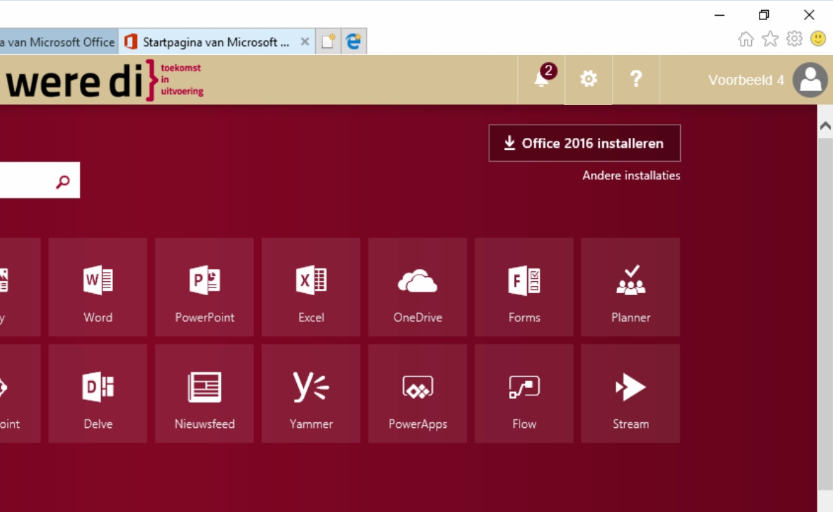 a van Microsoft Office
Startpagina van Microsoft ...
were di} toekomst
in
uitvoering
2
?
Voorbeeld 4
Office 2016 installeren
Andere installaties
y
Word
PowerPoint
Excel
OneDrive
Forms
Planner
oint
Delve
Nieuwsfeed
Yammer
PowerApps
Flow
Stream